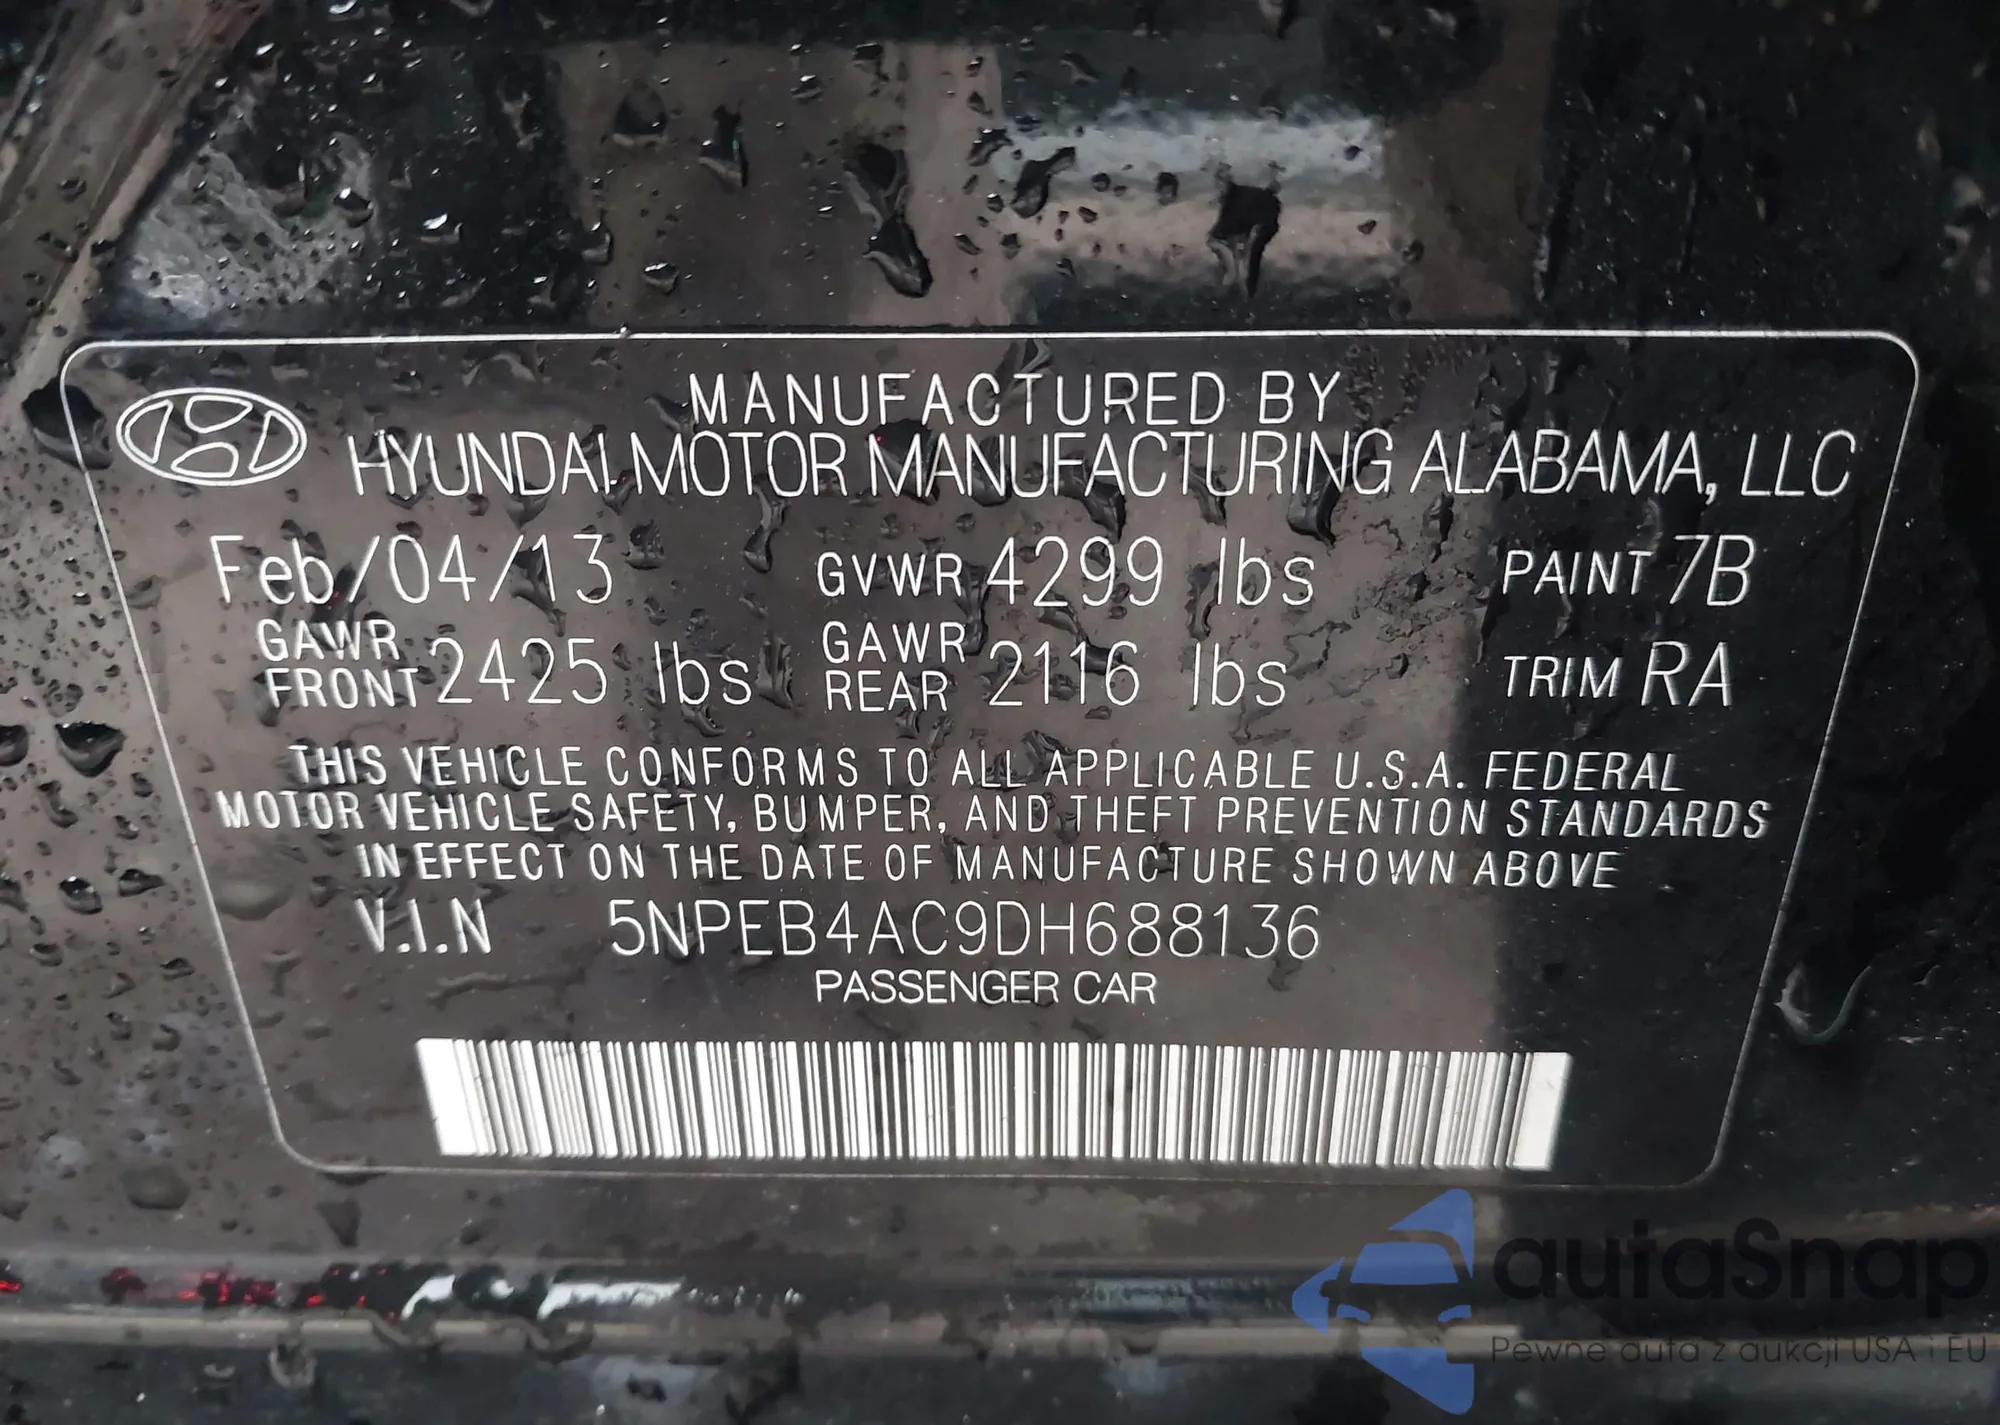 MANUFACTURED BY
HYUNDAI MOTOR MANUFACTURING ALABAMA, LLC
Feb/04/13 GVWR 4299 lbs PAINT 7B
GAWR FRONT 2425 lbs GAWR REAR 2116 lbs TRIM RA
THIS VEHICLE CONFORMS TO ALL APPLICABLE U.S.A. FEDERAL
MOTOR VEHICLE SAFETY, BUMPER, AND THEFT PREVENTION STANDARDS
IN EFFECT ON THE DATE OF MANUFACTURE SHOWN ABOVE
V.I.N 5NPEB4AC9DH688136
PASSENGER CAR
autaSnap
Pewne auta z aukcji USA i EU